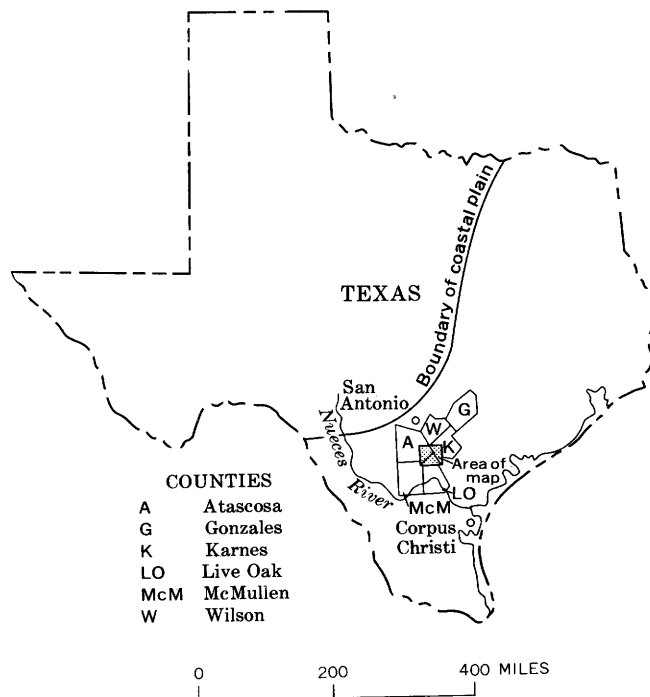 Boundary of coastal plain
TEXAS
San
Antonio
Nueces
River
G
W
A
K
Area of
map
LO
McM
Corpus
Christi
COUNTIES
A Atascosa
G Gonzales
K Karnes
LO Live Oak
McM McMullen
W Wilson
0 200 400 MILES